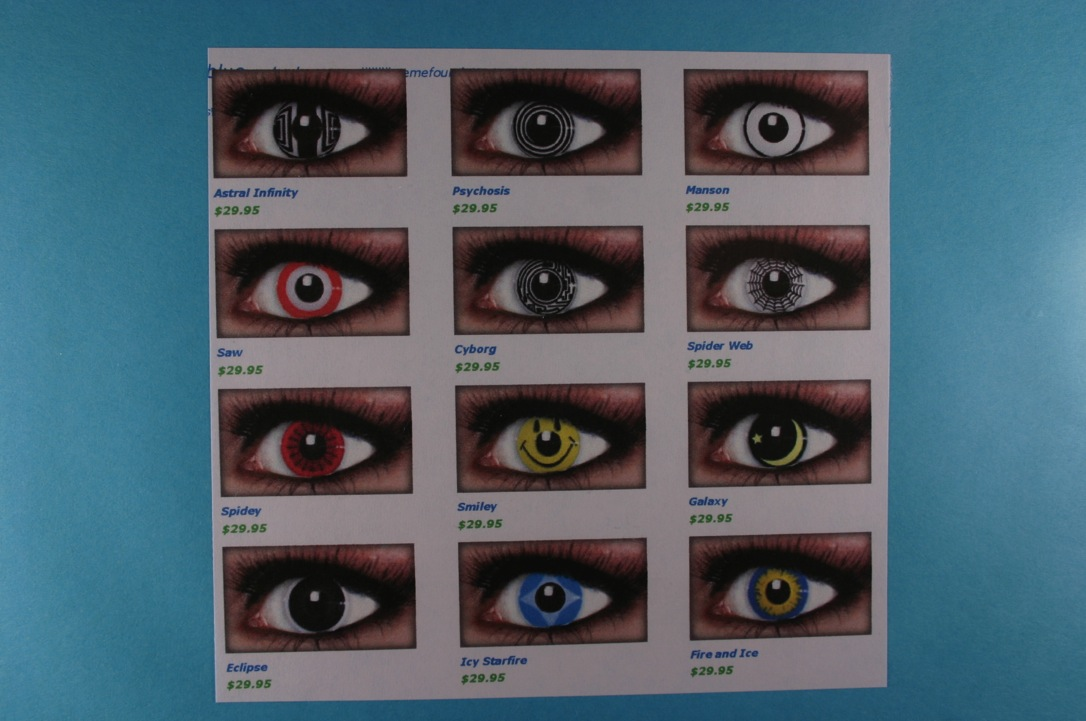 Astral Infinity
$29.95
Psychosis
$29.95
Manson
$29.95
Saw
$29.95
Cyborg
$29.95
Spider Web
$29.95
Spidey
$29.95
Smiley
$29.95
Galaxy
$29.95
Eclipse
$29.95
Icy Starfire
$29.95
Fire and Ice
$29.95